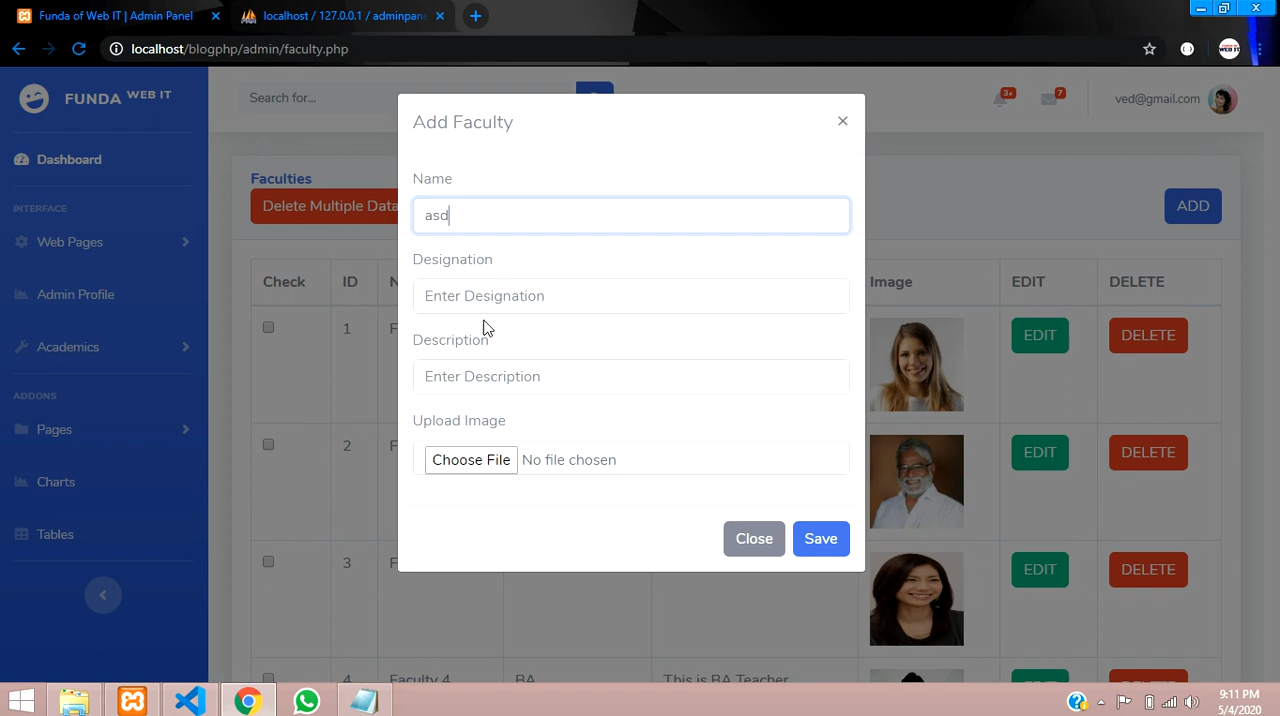 Funda of Web IT | Admin Panel
localhost / 127.0.0.1 / adminpane
localhost/blogphp/admin/faculty.php
FUNDA WEB IT
Search for...
3+
7
ved@gmail.com
Dashboard
INTERFACE
Web Pages
Admin Profile
Academics
ADDONS
Pages
Charts
Tables
Faculties
Delete Multiple Data
ADD
Check ID N Image EDIT DELETE
1 F EDIT DELETE
2 F EDIT DELETE
3 F EDIT DELETE
4 Faculty 4 BA This is BA Teacher
Add Faculty
×
Name
asd
Designation
Enter Designation
Description
Enter Description
Upload Image
Choose File No file chosen
Close Save
9:11 PM
5/4/2020